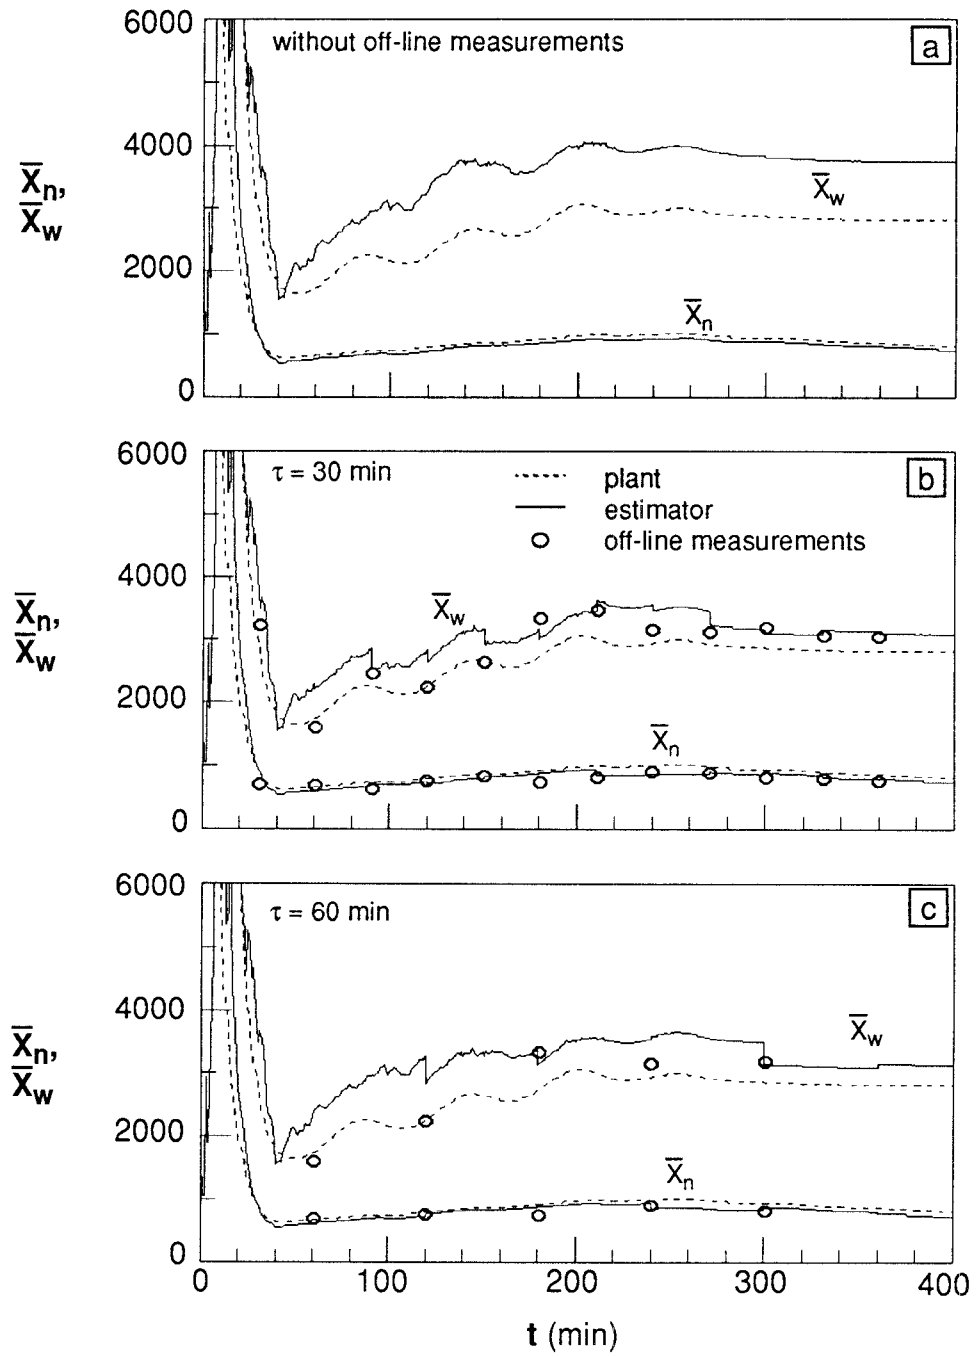 6000
without off-line measurements
a
4000
X̅n,
X̅w
X̅w
2000
X̅n
0
6000
τ = 30 min
b
plant
estimator
off-line measurements
4000
X̅n,
X̅w
X̅w
2000
X̅n
0
6000
τ = 60 min
c
4000
X̅n,
X̅w
X̅w
2000
X̅n
0
0 100 200 300 400
t (min)